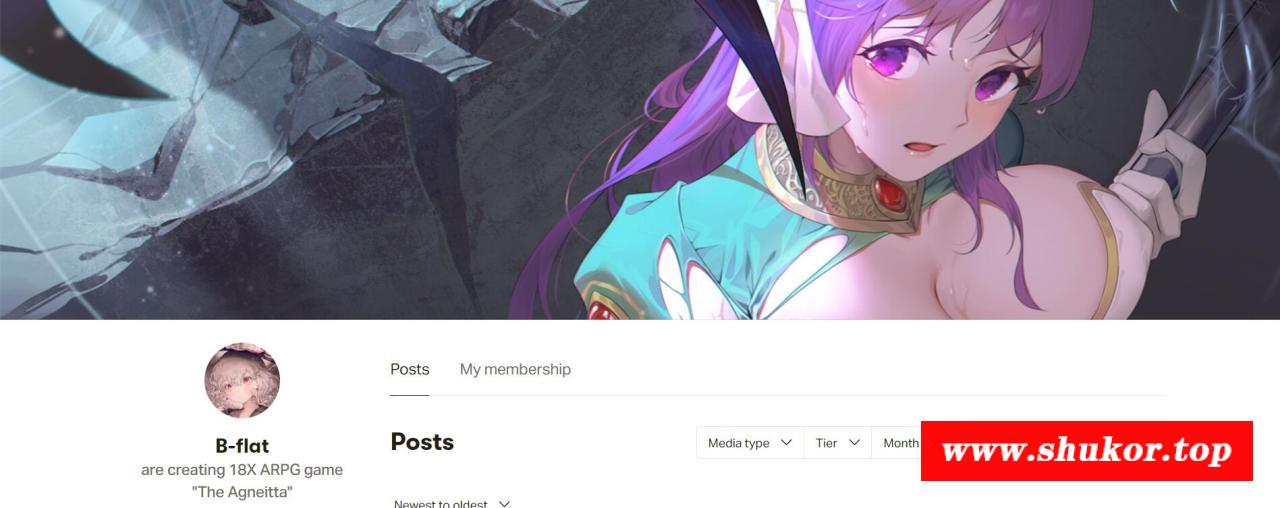 Posts
My membership
B-flat
are creating 18X ARPG game
"The Agneitta"
Posts
Media type
Tier
Month
www.shukor.top
Newest to oldest